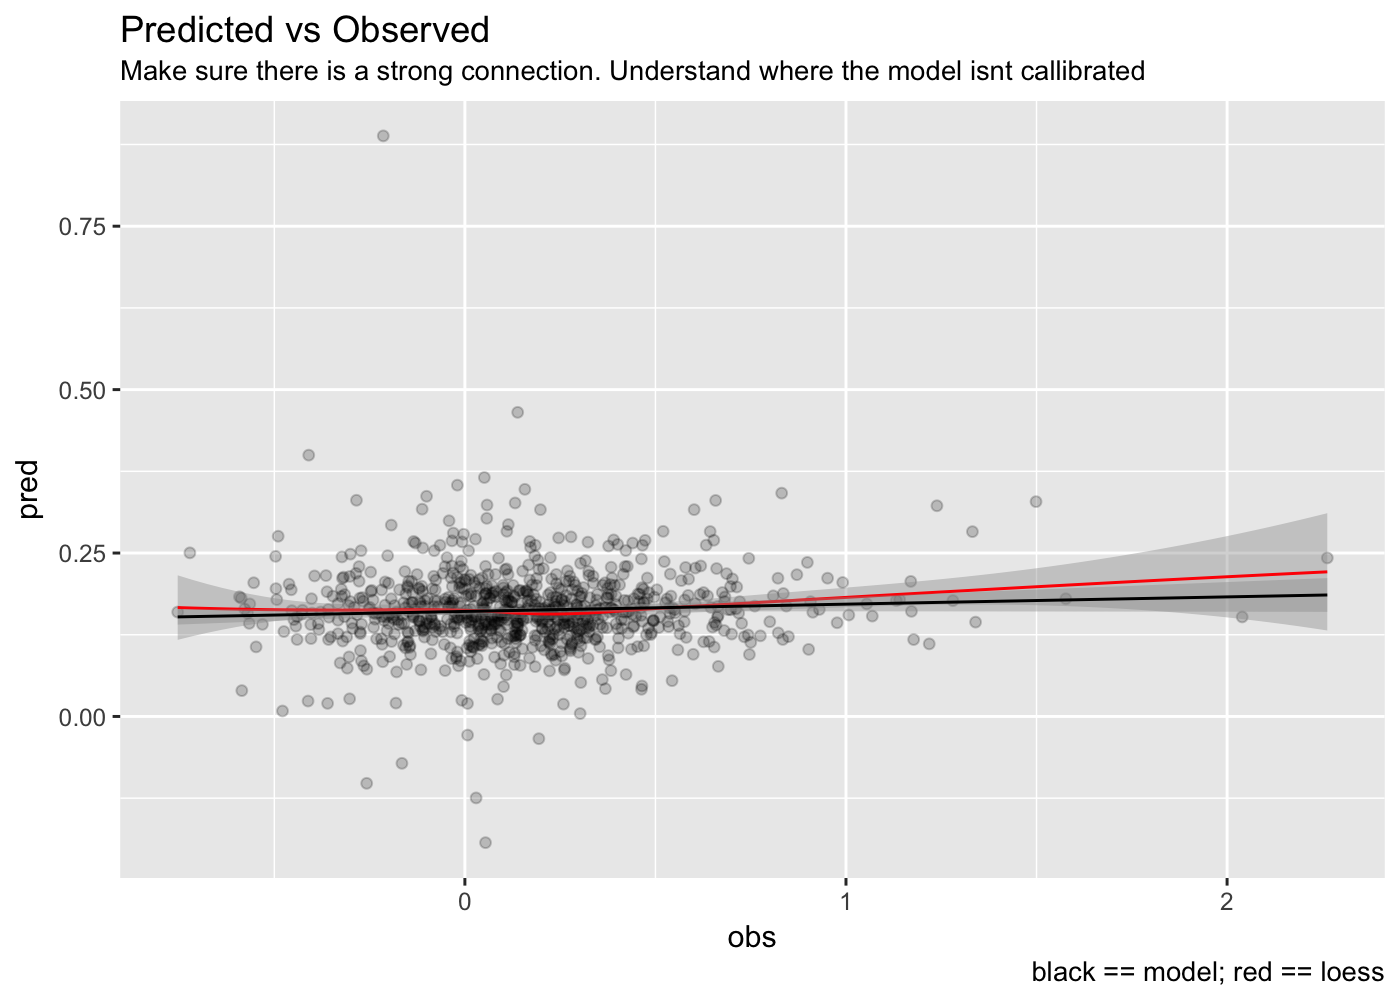 Predicted vs Observed
Make sure there is a strong connection. Understand where the model isnt callibrated
0.75
0.50
0.25
0.00
pred
0 1 2
obs
black == model; red == loess